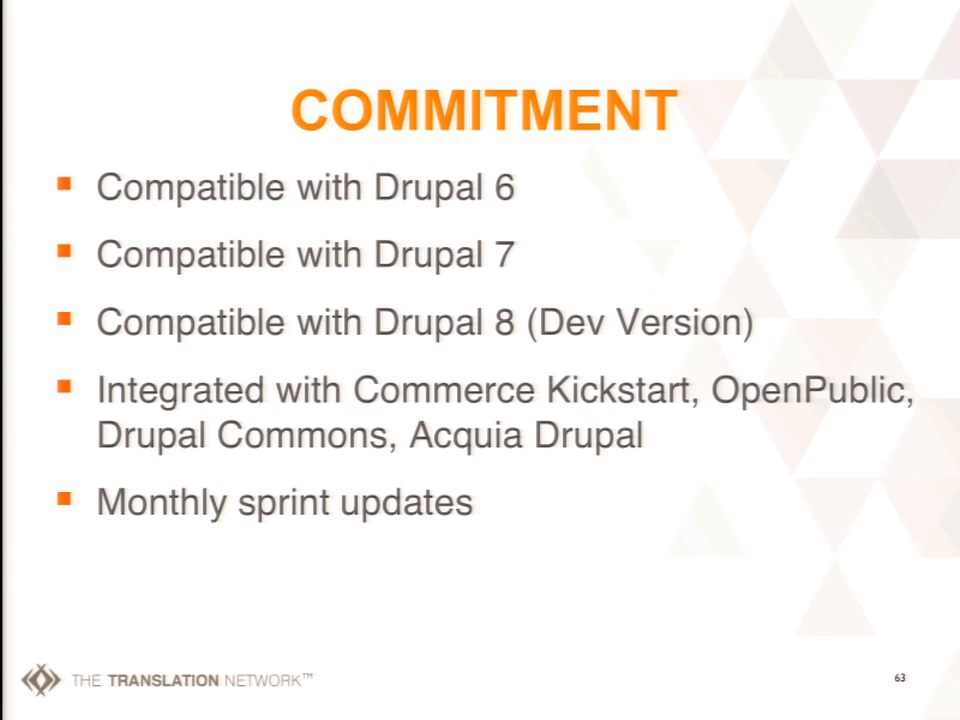 COMMITMENT
Compatible with Drupal 6
Compatible with Drupal 7
Compatible with Drupal 8 (Dev Version)
Integrated with Commerce Kickstart, OpenPublic,
Drupal Commons, Acquia Drupal
Monthly sprint updates
THE TRANSLATION NETWORK™
63